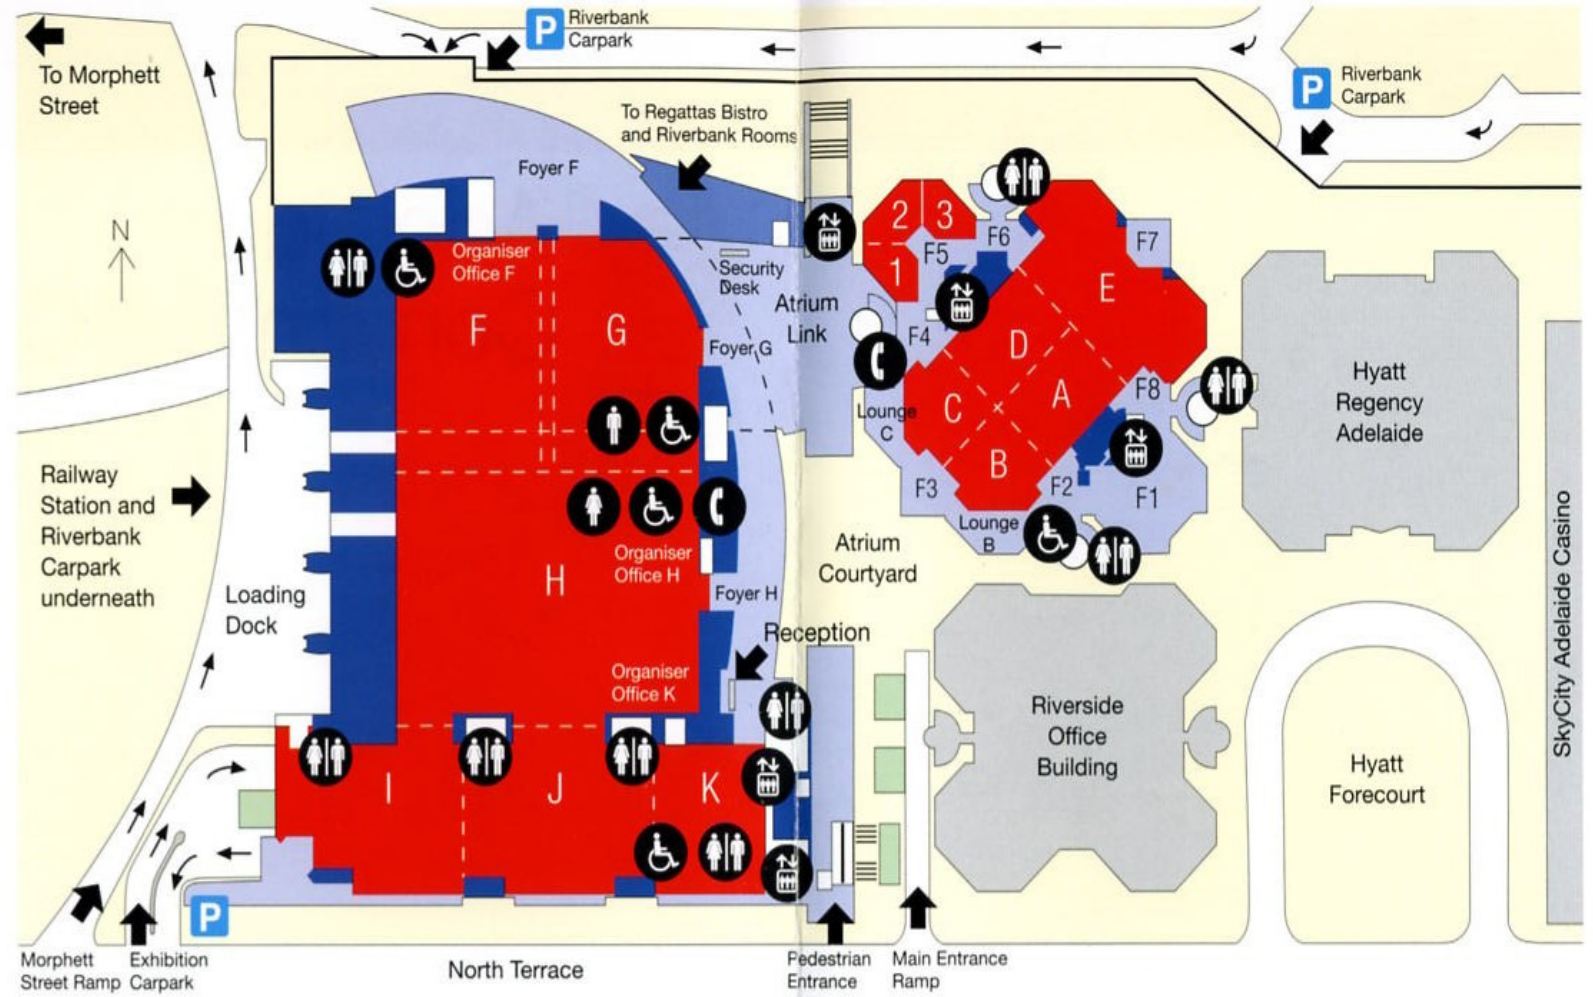 To Morphett
Street
P
Riverbank
Carpark
P
Riverbank
Carpark
To Regattas Bistro
and Riverbank Rooms
Foyer F
N
Organiser
Office F
Security
Desk
Atrium
Link
F
G
Foyer G
2
3
1
F5
F6
F7
E
F4
D
C
A
B
F8
Lounge
C
F3
F2
F1
Lounge
B
Hyatt
Regency
Adelaide
Railway
Station and
Riverbank
Carpark
underneath
Loading
Dock
H
Organiser
Office H
Foyer H
Reception
Organiser
Office K
Atrium
Courtyard
Riverside
Office
Building
Hyatt
Forecourt
SkyCity Adelaide Casino
I
J
K
P
Morphett
Street Ramp
Exhibition
Carpark
North Terrace
Pedestrian
Entrance
Main Entrance
Ramp